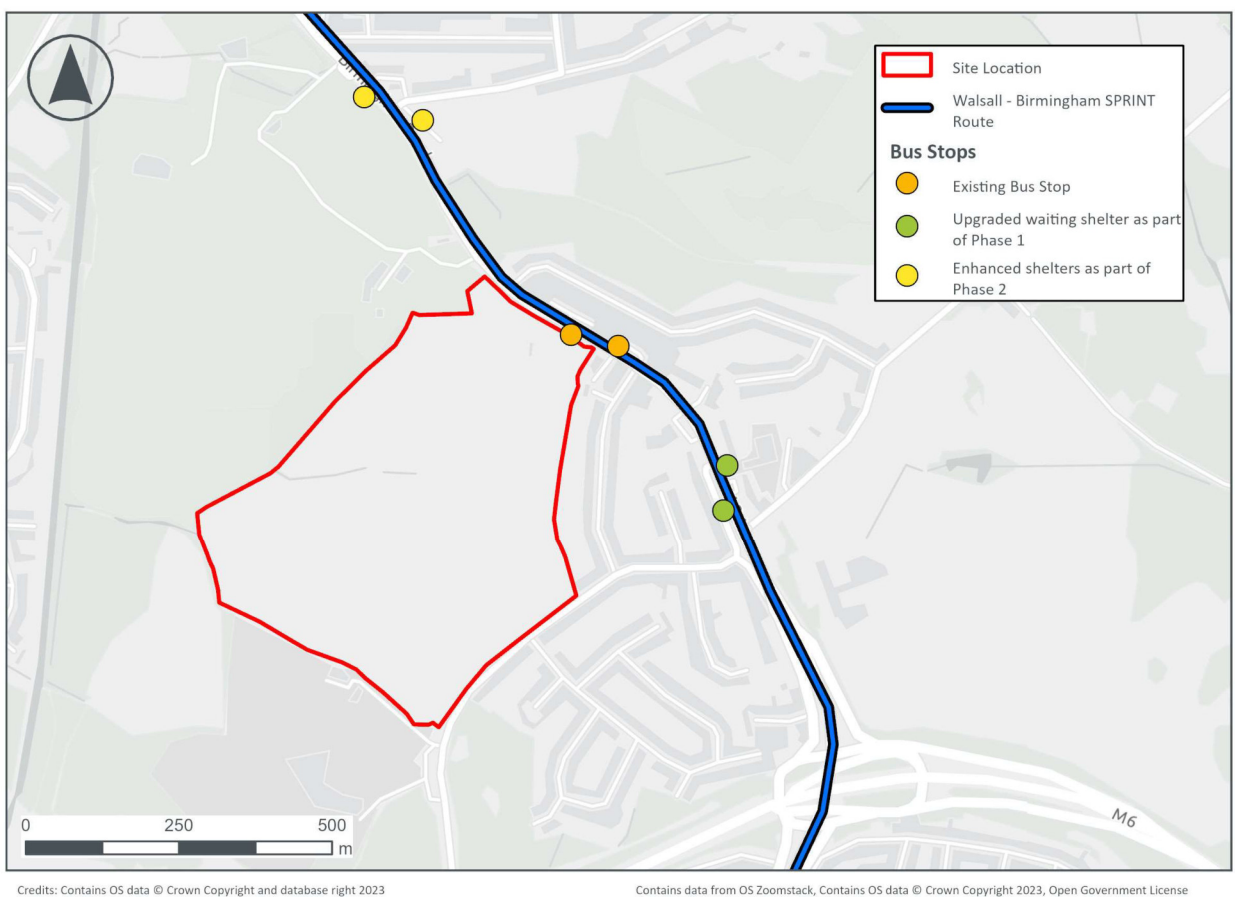 Site Location
Walsall - Birmingham SPRINT
Route
Bus Stops
Existing Bus Stop
Upgraded waiting shelter as part
of Phase 1
Enhanced shelters as part of
Phase 2
M6
0 250 500
m
Credits: Contains OS data © Crown Copyright and database right 2023
Contains data from OS Zoomstack, Contains OS data © Crown Copyright 2023, Open Government License